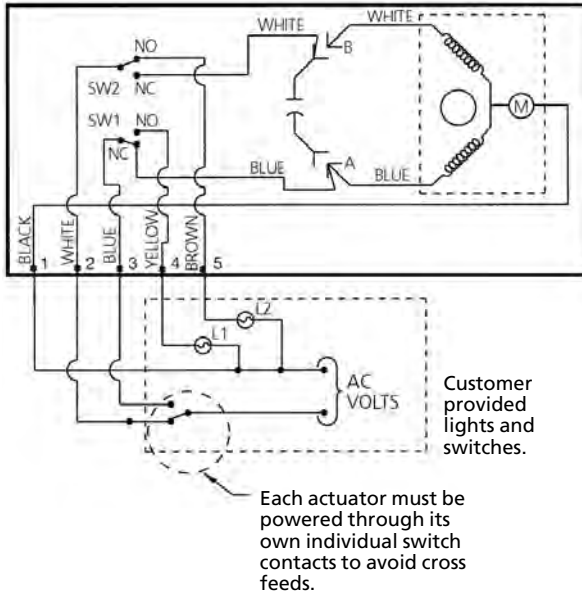 WHITE
WHITE
NO
B
SW2
NC
M
SW1
NO
NC
A
BLUE
BLUE
BLACK
WHITE
BLUE
YELLOW
BROWN
1
2
3
4
5
L2
L1
AC
VOLTS
Customer
provided
lights and
switches.
Each actuator must be
powered through its
own individual switch
contacts to avoid cross
feeds.